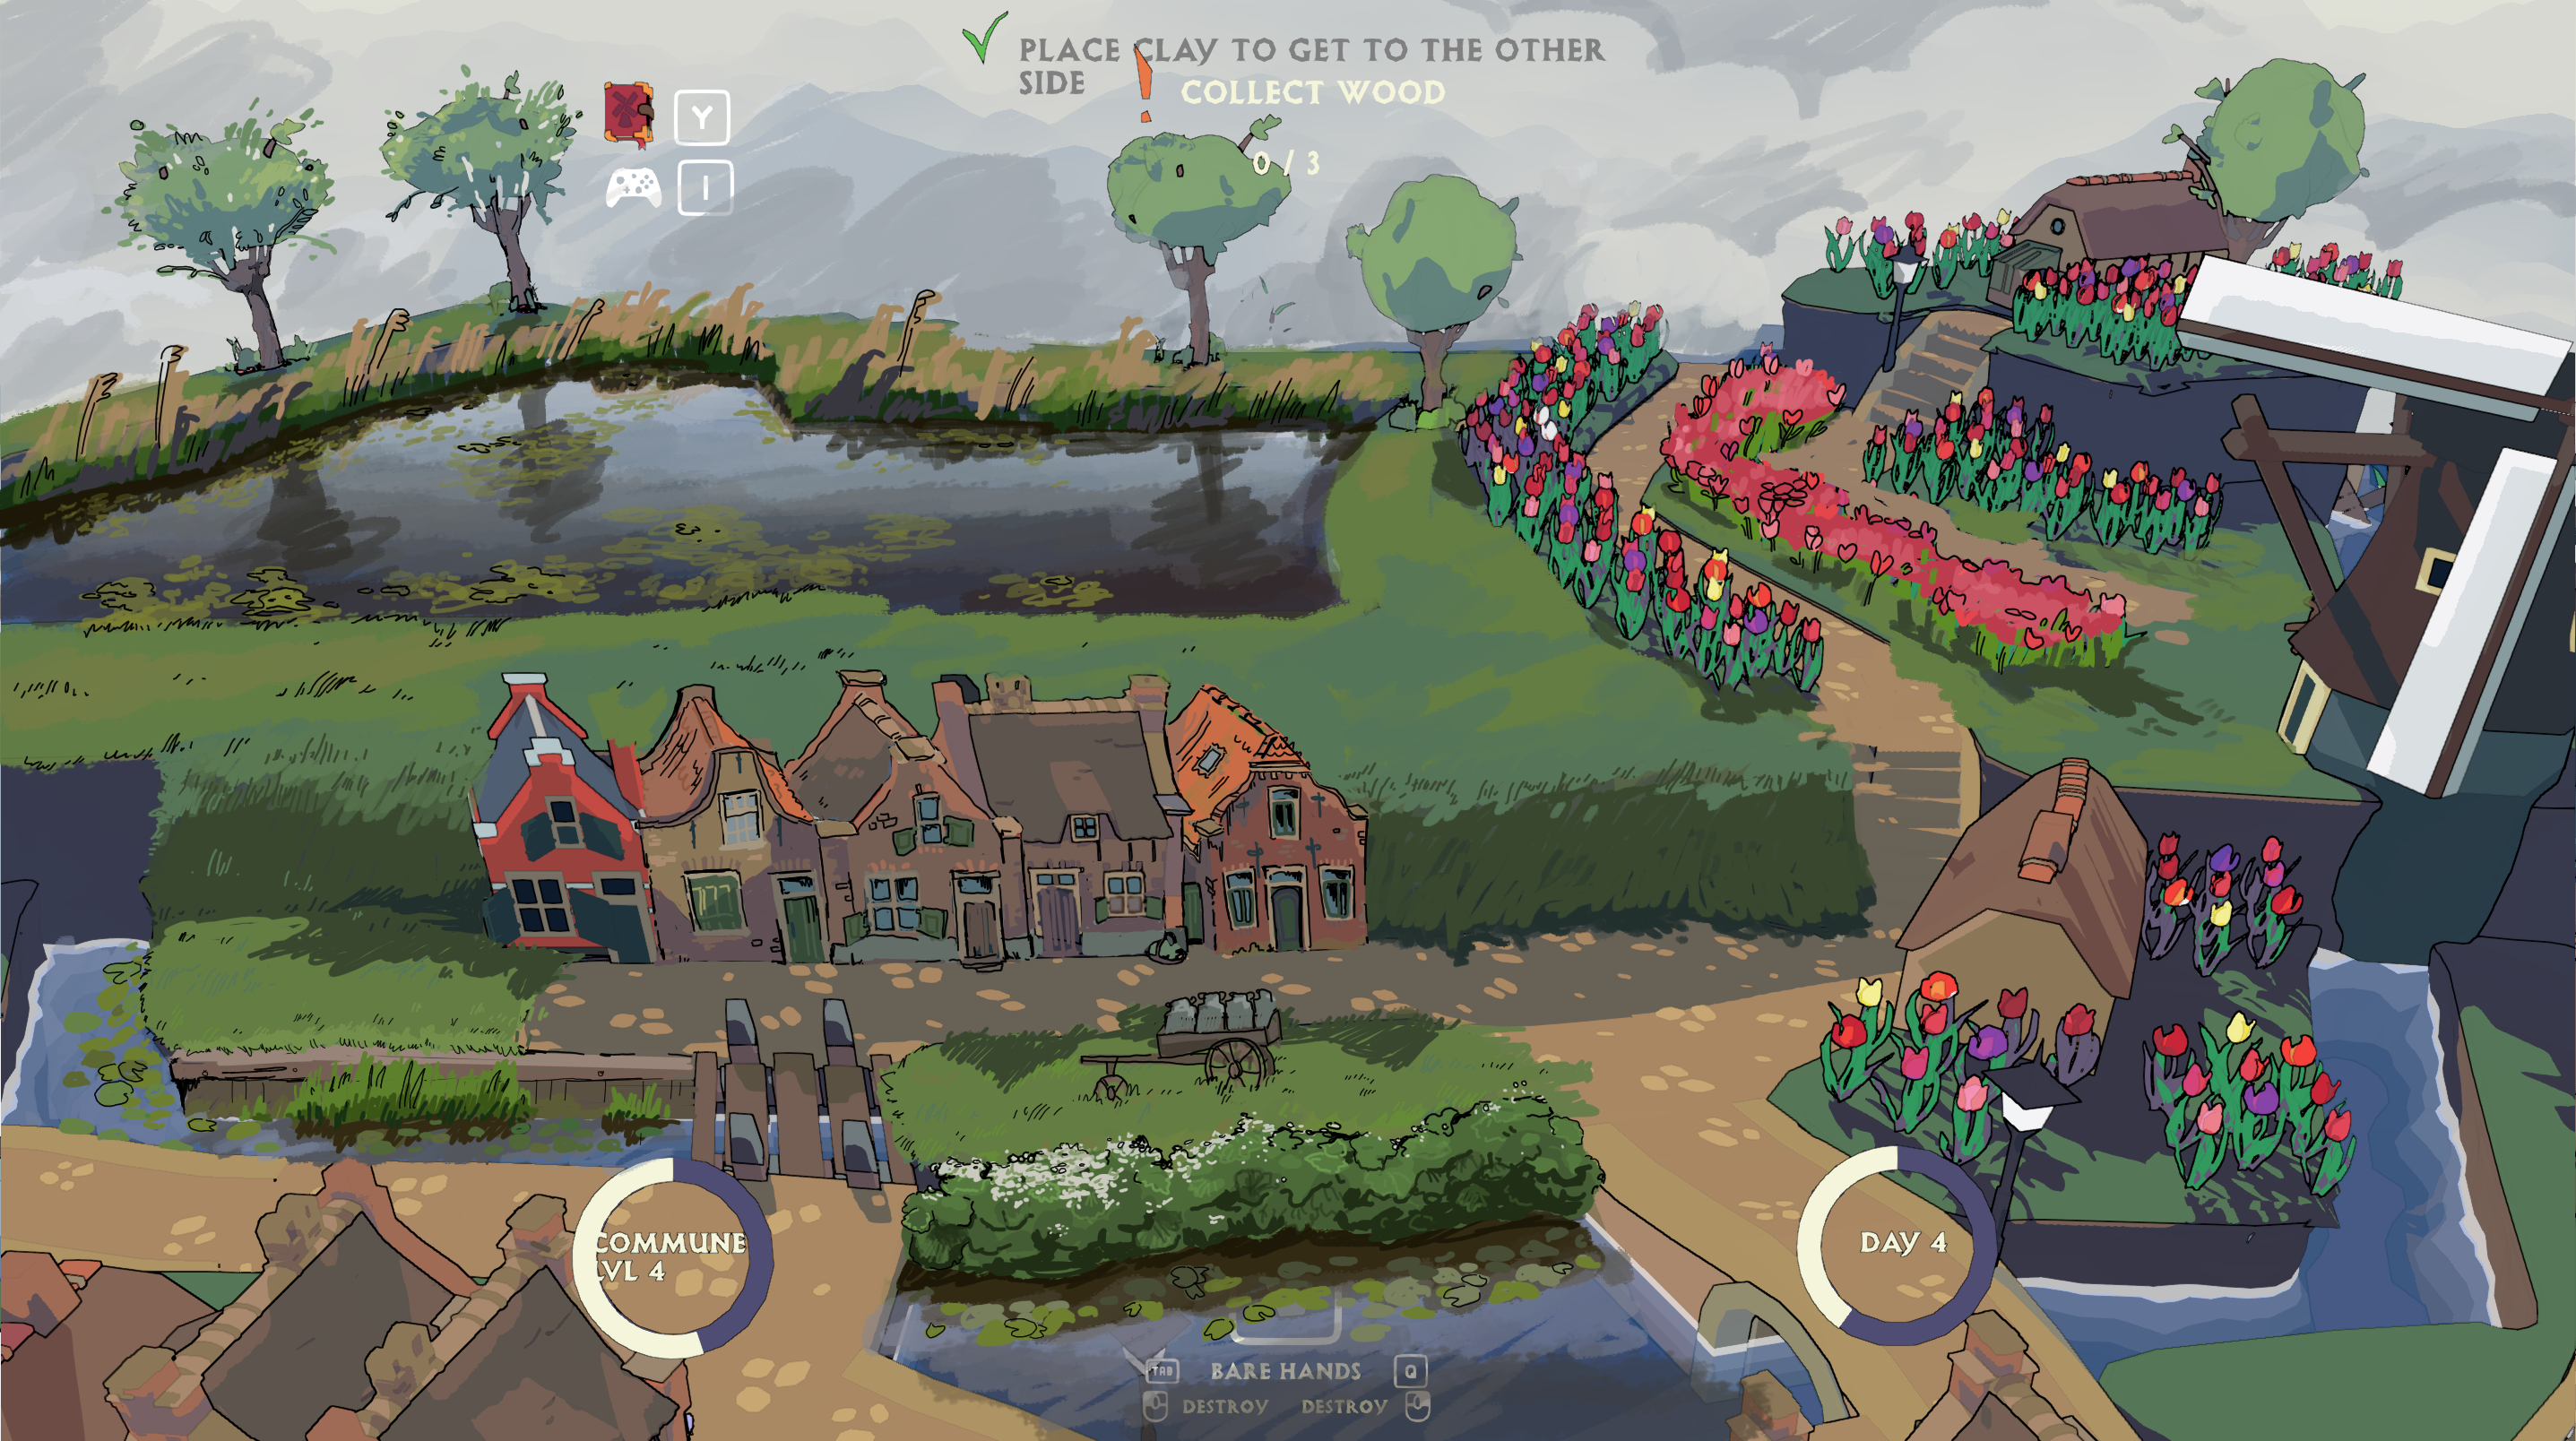 PLACE CLAY TO GET TO THE OTHER
SIDE
COLLECT WOOD
0 / 3
Y
I
COMMUNE
LVL 4
DAY 4
TAB BARE HANDS Q
DESTROY DESTROY